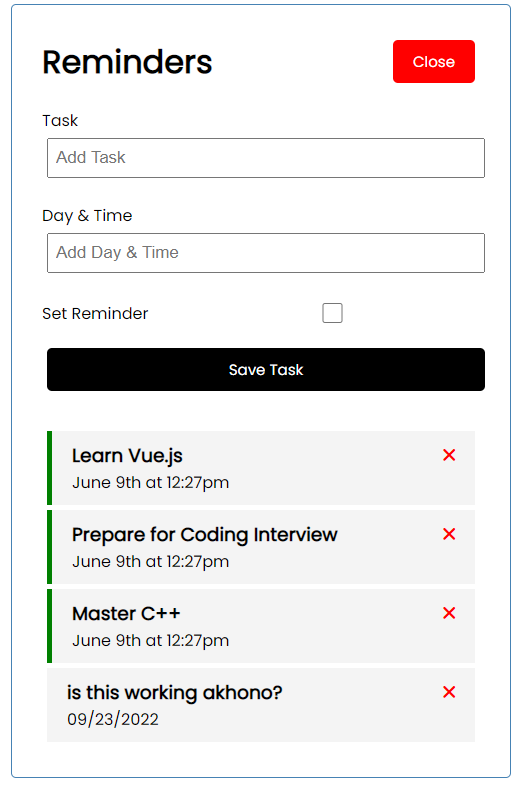 Reminders
Close
Task
Add Task
Day & Time
Add Day & Time
Set Reminder
Save Task
Learn Vue.js
June 9th at 12:27pm
Prepare for Coding Interview
June 9th at 12:27pm
Master C++
June 9th at 12:27pm
is this working akhono?
09/23/2022